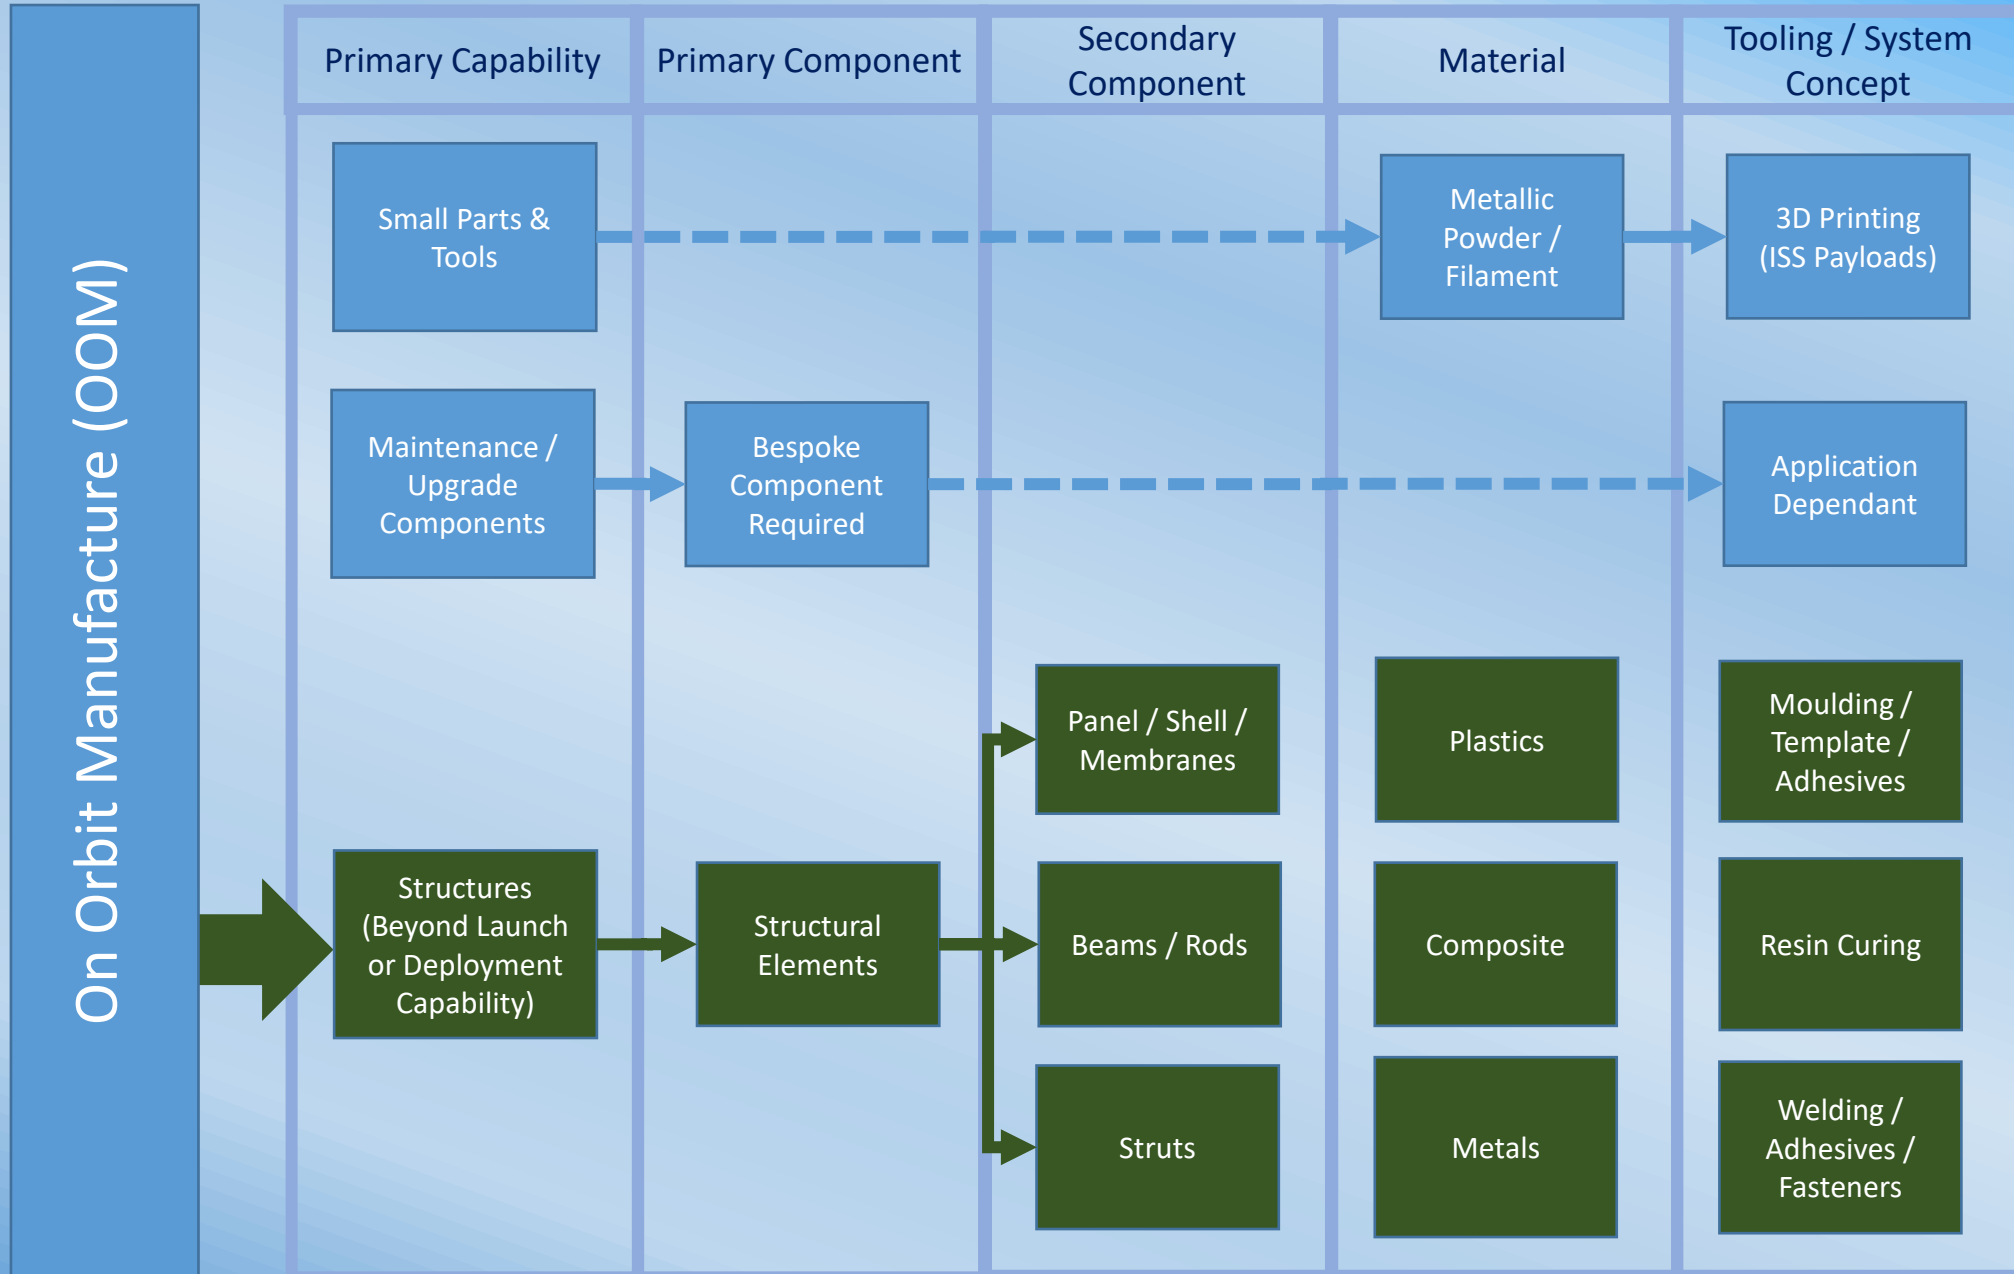 On Orbit Manufacture (OOM)
Primary Capability
Primary Component
Secondary
Component
Material
Tooling / System
Concept
Small Parts &
Tools
Metallic
Powder /
Filament
3D Printing
(ISS Payloads)
Maintenance /
Upgrade
Components
Bespoke
Component
Required
Application
Dependant
Structures
(Beyond Launch
or Deployment
Capability)
Structural
Elements
Panel / Shell /
Membranes
Plastics
Moulding /
Template /
Adhesives
Beams / Rods
Composite
Resin Curing
Struts
Metals
Welding /
Adhesives /
Fasteners